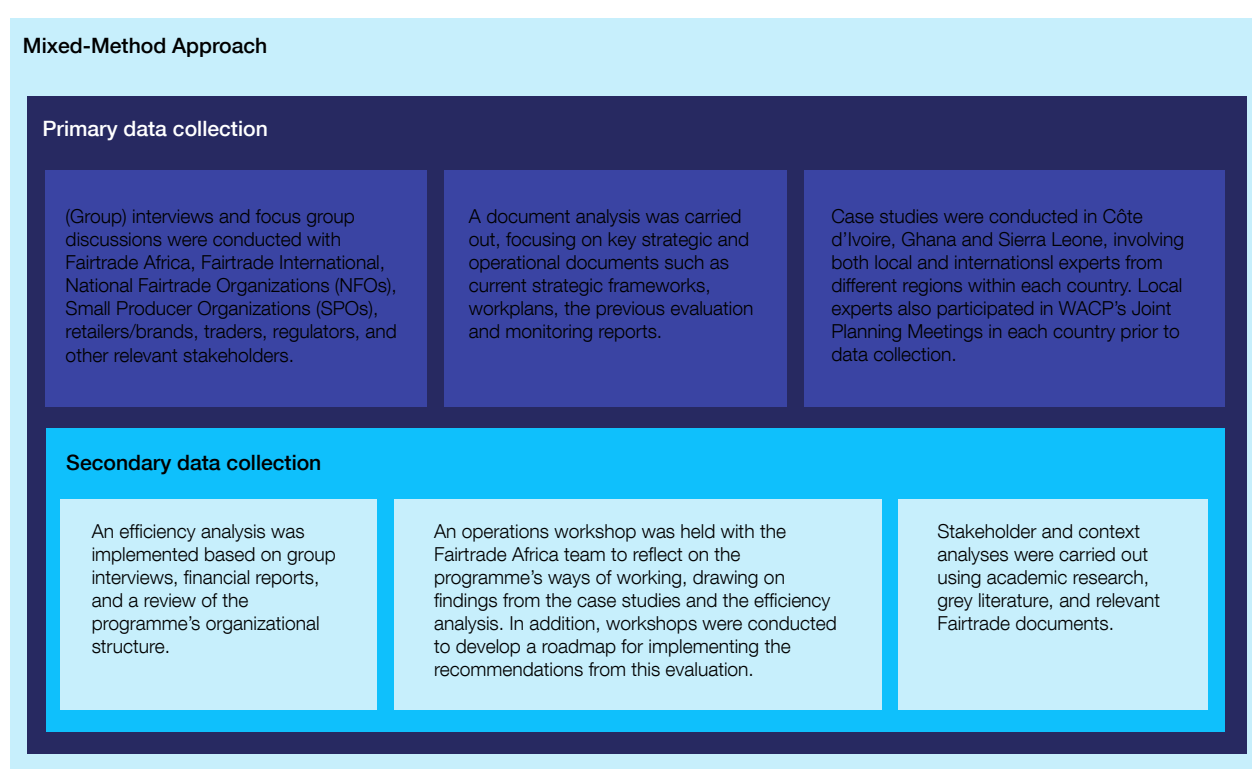 Mixed-Method Approach
Primary data collection
(Group) interviews and focus group
discussions were conducted with
Fairtrade Africa, Fairtrade International,
National Fairtrade Organizations (NFOs),
Small Producer Organizations (SPOs),
retailers/brands, traders, regulators, and
other relevant stakeholders.
A document analysis was carried
out, focusing on key strategic and
operational documents such as
current strategic frameworks,
workplans, the previous evaluation
and monitoring reports.
Case studies were conducted in Côte
d’Ivoire, Ghana and Sierra Leone, involving
both local and internationsl experts from
different regions within each country. Local
experts also participated in WACP’s Joint
Planning Meetings in each country prior to
data collection.
Secondary data collection
An efficiency analysis was
implemented based on group
interviews, financial reports,
and a review of the
programme’s organizational
structure.
An operations workshop was held with the
Fairtrade Africa team to reflect on the
programme’s ways of working, drawing on
findings from the case studies and the efficiency
analysis. In addition, workshops were conducted
to develop a roadmap for implementing the
recommendations from this evaluation.
Stakeholder and context
analyses were carried out
using academic research,
grey literature, and relevant
Fairtrade documents.